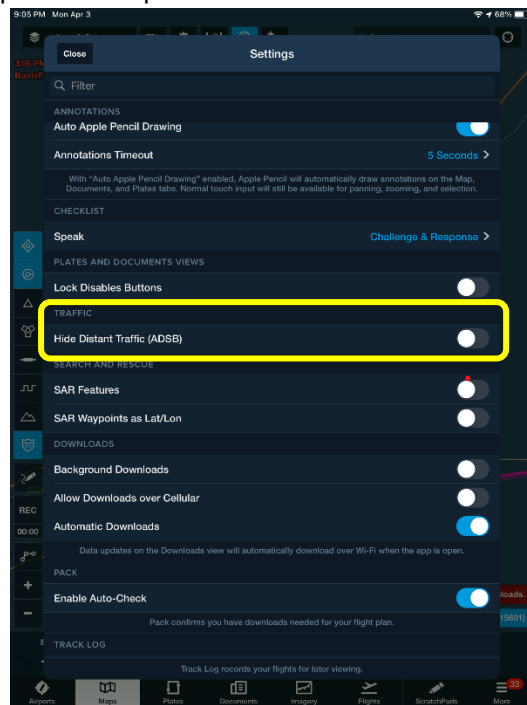 9:05 PM Mon Apr 3
68%
3:05 PM
Close
Settings
Filter
ANNOTATIONS
Auto Apple Pencil Drawing
Annotations Timeout
5 Seconds >
With "Auto Apple Pencil Drawing" enabled, Apple Pencil will automatically draw annotations on the Map,
Documents, and Plates tabs. Normal touch input will still be available for panning, zooming, and selection.
CHECKLIST
Speak
Challenge & Response >
PLATES AND DOCUMENTS VIEWS
Lock Disables Buttons
TRAFFIC
Hide Distant Traffic (ADSB)
SEARCH AND RESCUE
SAR Features
SAR Waypoints as Lat/Lon
DOWNLOADS
Background Downloads
Allow Downloads over Cellular
REC
Automatic Downloads
00:00
Data updates on the Downloads view will automatically download over Wi-Fi when the app is open.
PACK
Enable Auto-Check
loads.
Pack confirms you have downloads needed for your flight plan.
15601)
TRACK LOG
Track Log records your flights for later viewing.
33
Airports
Maps
Plates
Documents
Imagery
Flights
ScratchPads
More